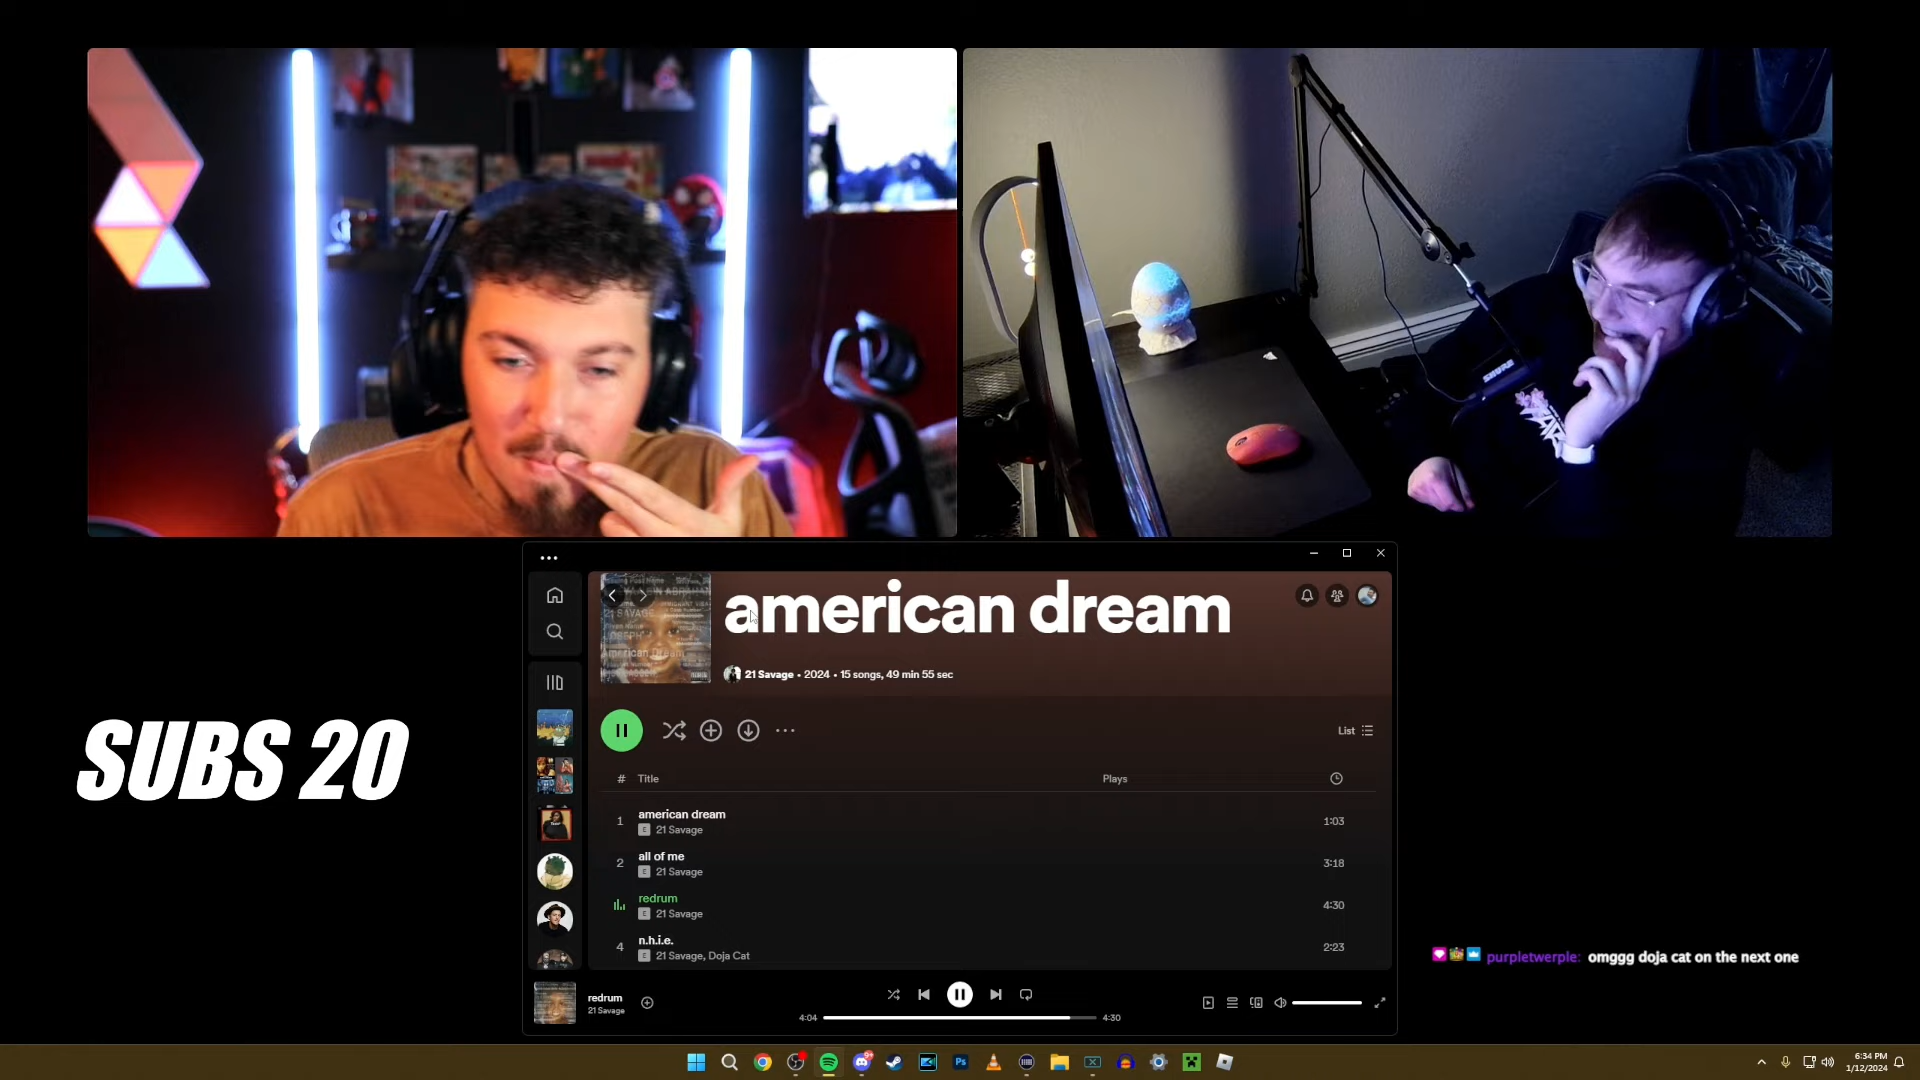 SHURE
american dream
21 Savage • 2024 • 15 songs, 49 min 55 sec
List
# Title Plays
1 american dream 1:03
E 21 Savage
2 all of me 3:18
E 21 Savage
redrum 4:30
E 21 Savage
4 n.h.i.e. 2:23
E 21 Savage, Doja Cat
SUBS 20
purpletwerple: omggg doja cat on the next one
redrum
21 Savage
4:04
4:30
Ps
6:34 PM
1/12/2024